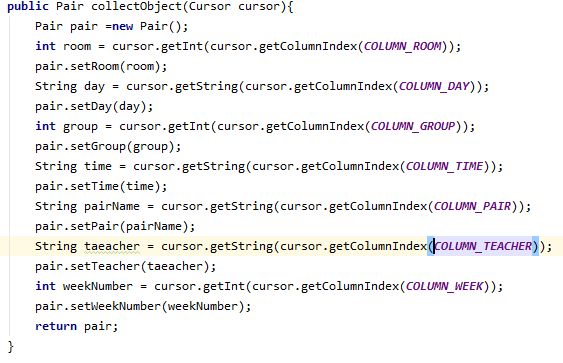 public Pair collectObject(Cursor cursor){
Pair pair =new Pair();
int room = cursor.getInt(cursor.getColumnIndex(COLUMN_ROOM));
pair.setRoom(room);
String day = cursor.getString(cursor.getColumnIndex(COLUMN_DAY));
pair.setDay(day);
int group = cursor.getInt(cursor.getColumnIndex(COLUMN_GROUP));
pair.setGroup(group);
String time = cursor.getString(cursor.getColumnIndex(COLUMN_TIME));
pair.setTime(time);
String pairName = cursor.getString(cursor.getColumnIndex(COLUMN_PAIR));
pair.setPair(pairName);
String taeacher = cursor.getString(cursor.getColumnIndex(COLUMN_TEACHER));
pair.setTeacher(taeacher);
int weekNumber = cursor.getInt(cursor.getColumnIndex(COLUMN_WEEK));
pair.setWeekNumber(weekNumber);
return pair;
}